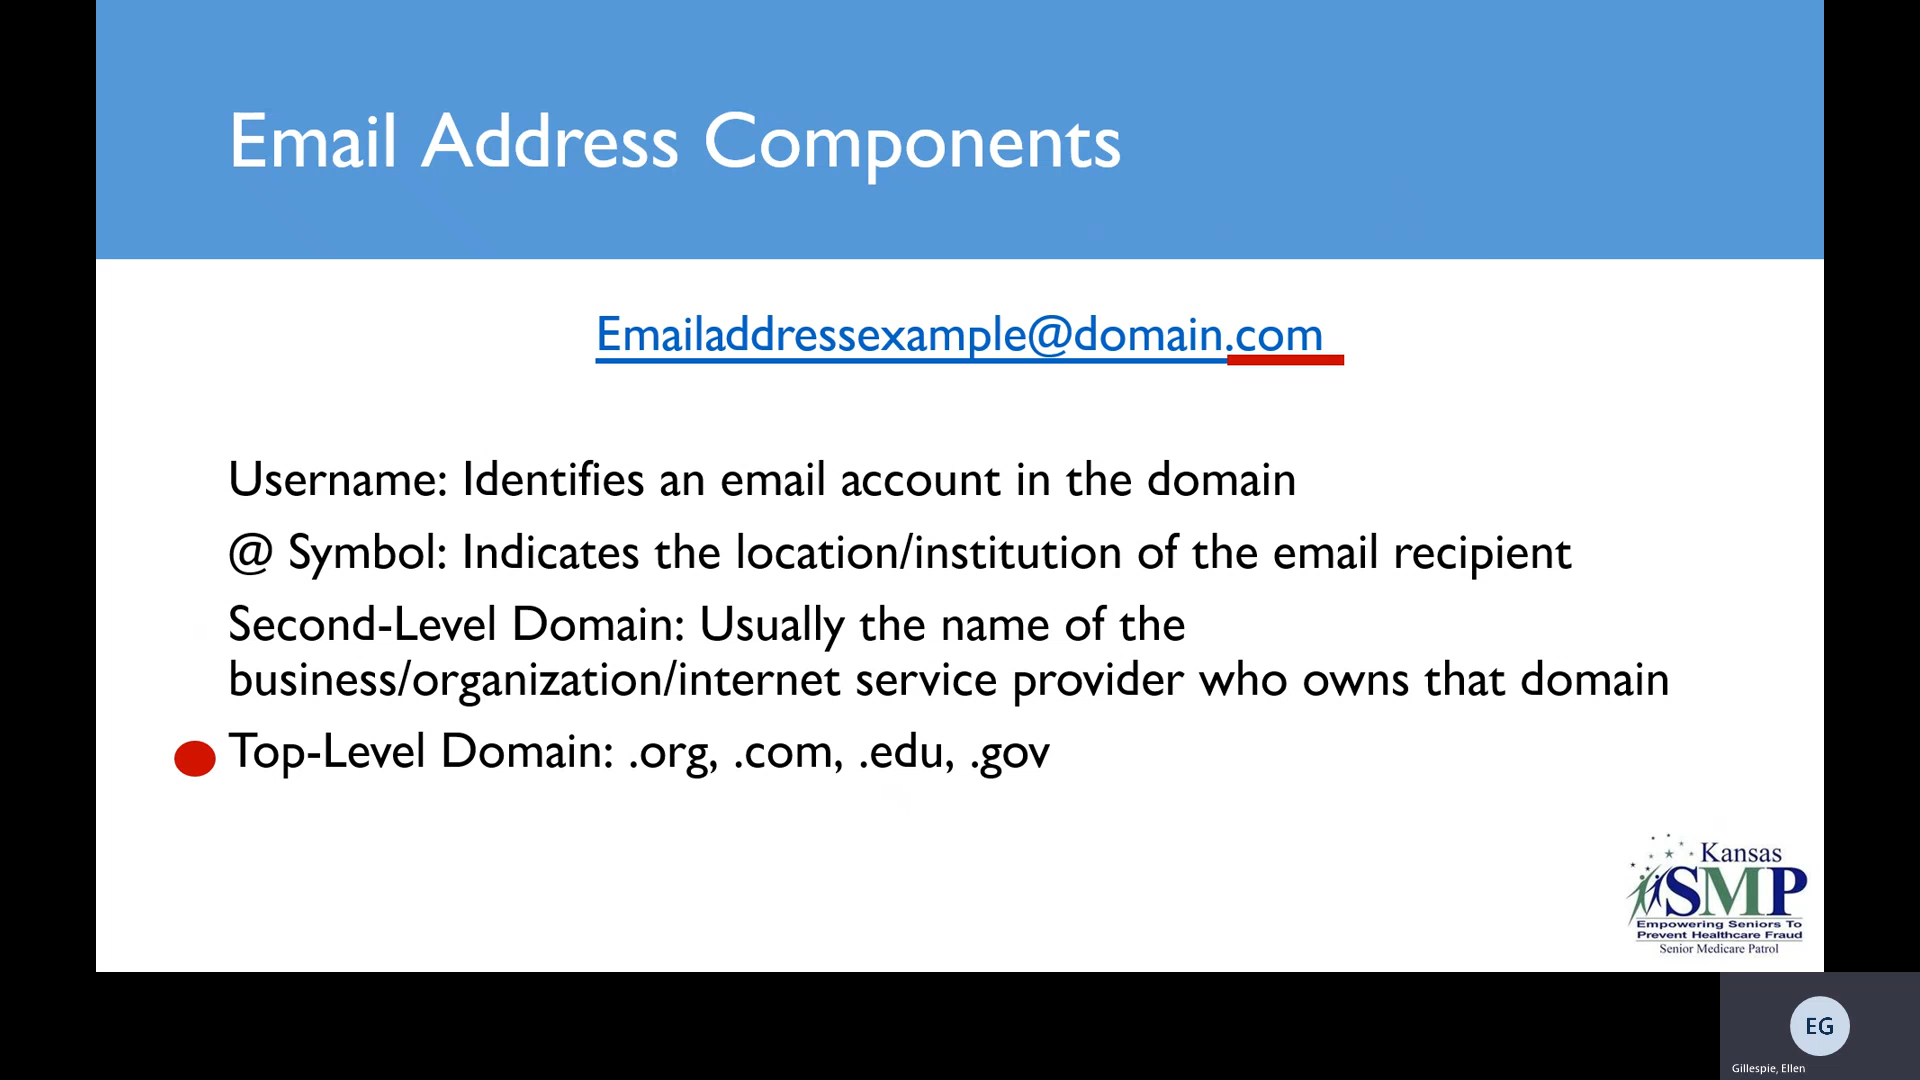 Email Address Components
Emailaddressexample@domain.com
Username: Identifies an email account in the domain
@ Symbol: Indicates the location/institution of the email recipient
Second-Level Domain: Usually the name of the
business/organization/internet service provider who owns that domain
Top-Level Domain: .org, .com, .edu, .gov
Kansas
SMP
Empowering Seniors To
Prevent Healthcare Fraud
Senior Medicare Patrol
EG
Gillespie, Ellen